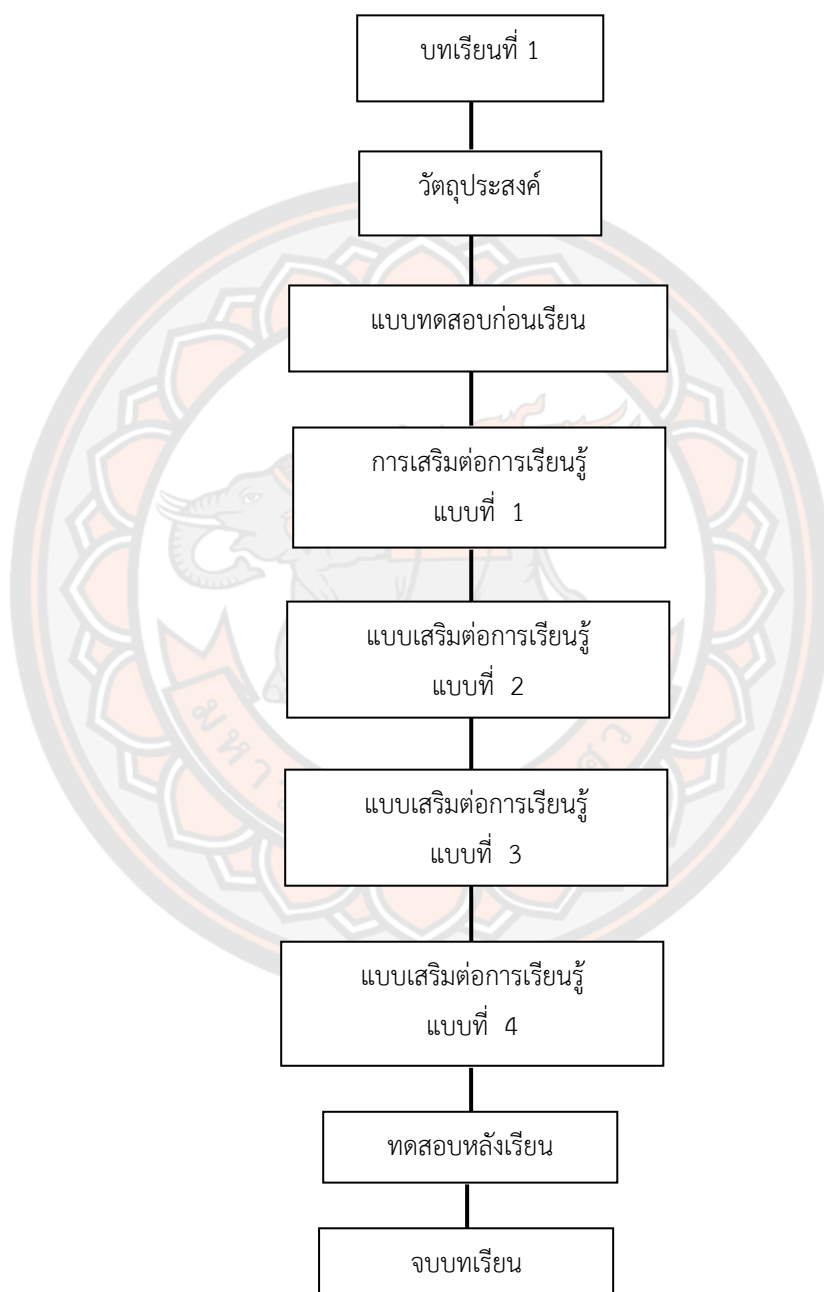 บทเรียนที่ 1
วัตถุประสงค์
แบบทดสอบก่อนเรียน
การเสริมต่อการเรียนรู้
แบบที่ 1
แบบเสริมต่อการเรียนรู้
แบบที่ 2
แบบเสริมต่อการเรียนรู้
แบบที่ 3
แบบเสริมต่อการเรียนรู้
แบบที่ 4
ทดสอบหลังเรียน
จบบทเรียน